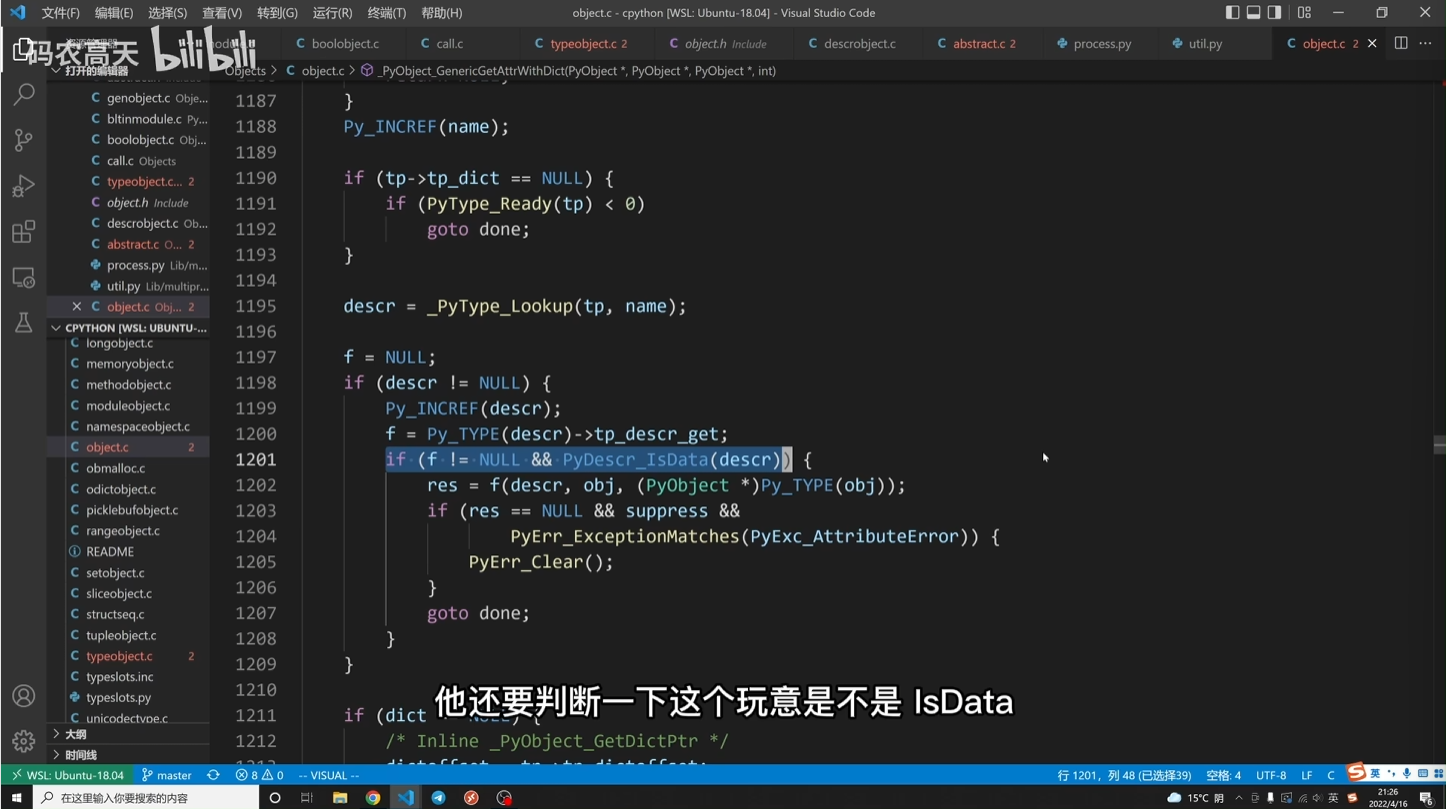 文件(F) 编辑(E) 选择(S) 查看(V) 转到(G) 运行(R) 终端(T) 帮助(H)
object.c - cpython [WSL: Ubuntu-18.04] - Visual Studio Code
码农高天 bilibili
boolobject.c
call.c
typeobject.c 2
object.h Include
descrobject.c
abstract.c 2
process.py
util.py
object.c 2
打开的编辑器
Objects > object.c > _PyObject_GenericGetAttrWithDict(PyObject *, PyObject *, PyObject *, int)
genobject.c Obje...
bltinmodule.c Py...
boolobject.c Obj...
call.c Objects
typeobject.c... 2
object.h Include
descrobject.c Ob...
abstract.c O... 2
process.py Lib/m...
util.py Lib/multipr...
object.c Obj... 2
CPYTHON [WSL: UBUNTU-...
longobject.c
memoryobject.c
methodobject.c
moduleobject.c
namespaceobject.c
object.c 2
obmalloc.c
odictobject.c
picklebufobject.c
rangeobject.c
README
setobject.c
sliceobject.c
structseq.c
tupleobject.c
typeobject.c 2
typeslots.inc
typeslots.py
unicodectype.c
大纲
时间线
1187 }
1188 Py_INCREF(name);
1189
1190 if (tp->tp_dict == NULL) {
1191 if (PyType_Ready(tp) < 0)
1192 goto done;
1193 }
1194
1195 descr = _PyType_Lookup(tp, name);
1196
1197 f = NULL;
1198 if (descr != NULL) {
1199 Py_INCREF(descr);
1200 f = Py_TYPE(descr)->tp_descr_get;
1201 if (f != NULL && PyDescr_IsData(descr)) {
1202 res = f(descr, obj, (PyObject *)Py_TYPE(obj));
1203 if (res == NULL && suppress &&
1204 PyErr_ExceptionMatches(PyExc_AttributeError)) {
1205 PyErr_Clear();
1206 }
1207 goto done;
1208 }
1209 }
1210
他还要判断一下这个玩意是不是 IsData
1211 if (dict
1212 /* Inline _PyObject_GetDictPtr */
WSL: Ubuntu-18.04 master 8 0 -- VISUAL --
行 1201，列 48 (已选择39) 空格: 4 UTF-8 LF C
在这里输入你要搜索的内容
15°C 阴
英
21:26
2022/4/16